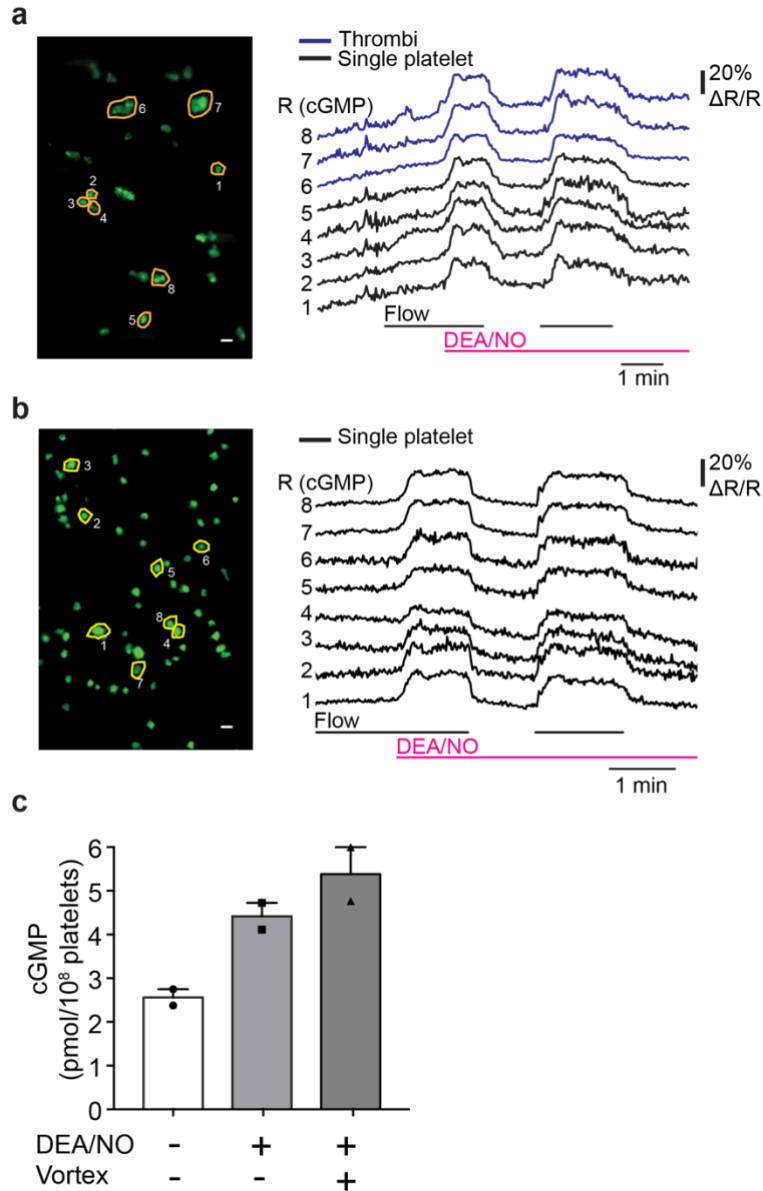 a
Thrombi
Single platelet
20%
ΔR/R
R (cGMP)
8
7
6
5
4
3
2
1
6
7
1
2
3
4
8
5
Flow
DEA/NO
1 min
b
Single platelet
20%
ΔR/R
R (cGMP)
8
7
6
5
4
3
2
1
3
2
6
5
8
1
4
7
Flow
DEA/NO
1 min
c
cGMP
(pmol/10⁸ platelets)
6
5
4
3
2
1
0
DEA/NO - + +
Vortex - - +